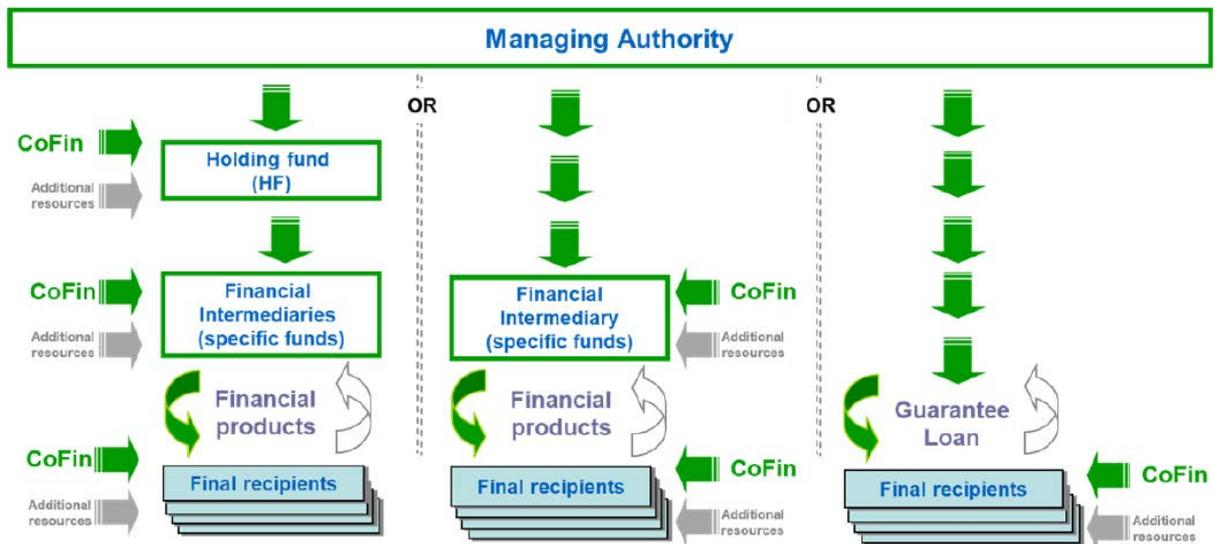 Managing Authority
OR
OR
CoFin
Holding fund
(HF)
Additional
resources
CoFin
Financial
Intermediaries
(specific funds)
Additional
resources
Financial
Intermediary
(specific funds)
CoFin
Additional
resources
Financial
products
Financial
products
Guarantee
Loan
CoFin
Final recipients
Additional
resources
Final recipients
CoFin
Additional
resources
Final recipients
CoFin
Additional
resources